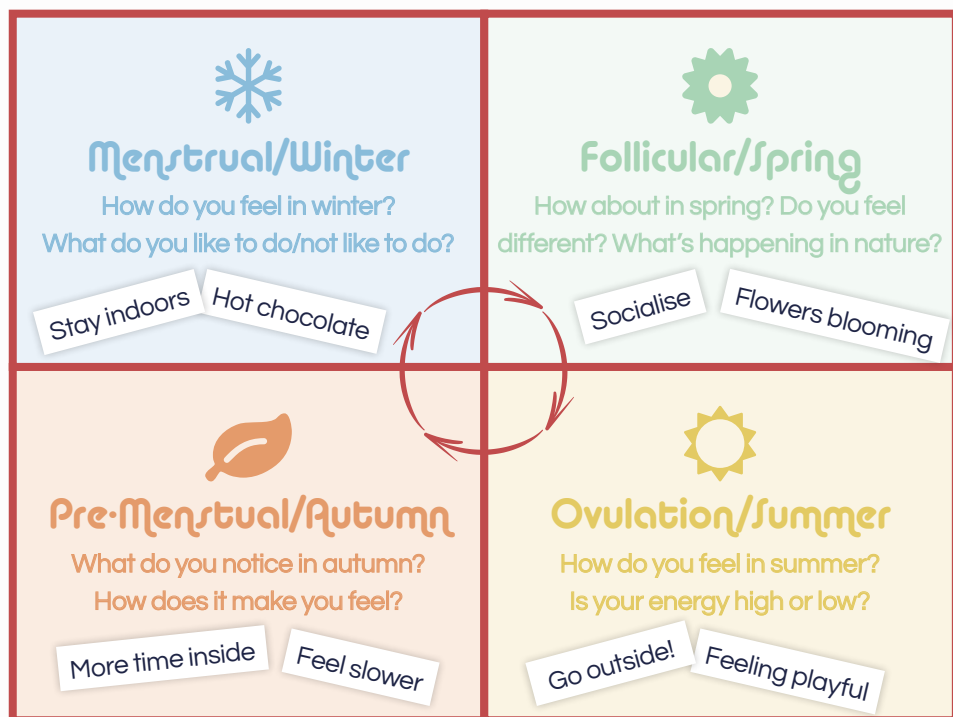 Menstrual/Winter
How do you feel in winter?
What do you like to do/not like to do?
Stay indoors
Hot chocolate
Follicular/Spring
How about in spring? Do you feel
different? What's happening in nature?
Socialise
Flowers blooming
Pre-Menstual/Autumn
What do you notice in autumn?
How does it make you feel?
More time inside
Feel slower
Ovulation/Summer
How do you feel in summer?
Is your energy high or low?
Go outside!
Feeling playful